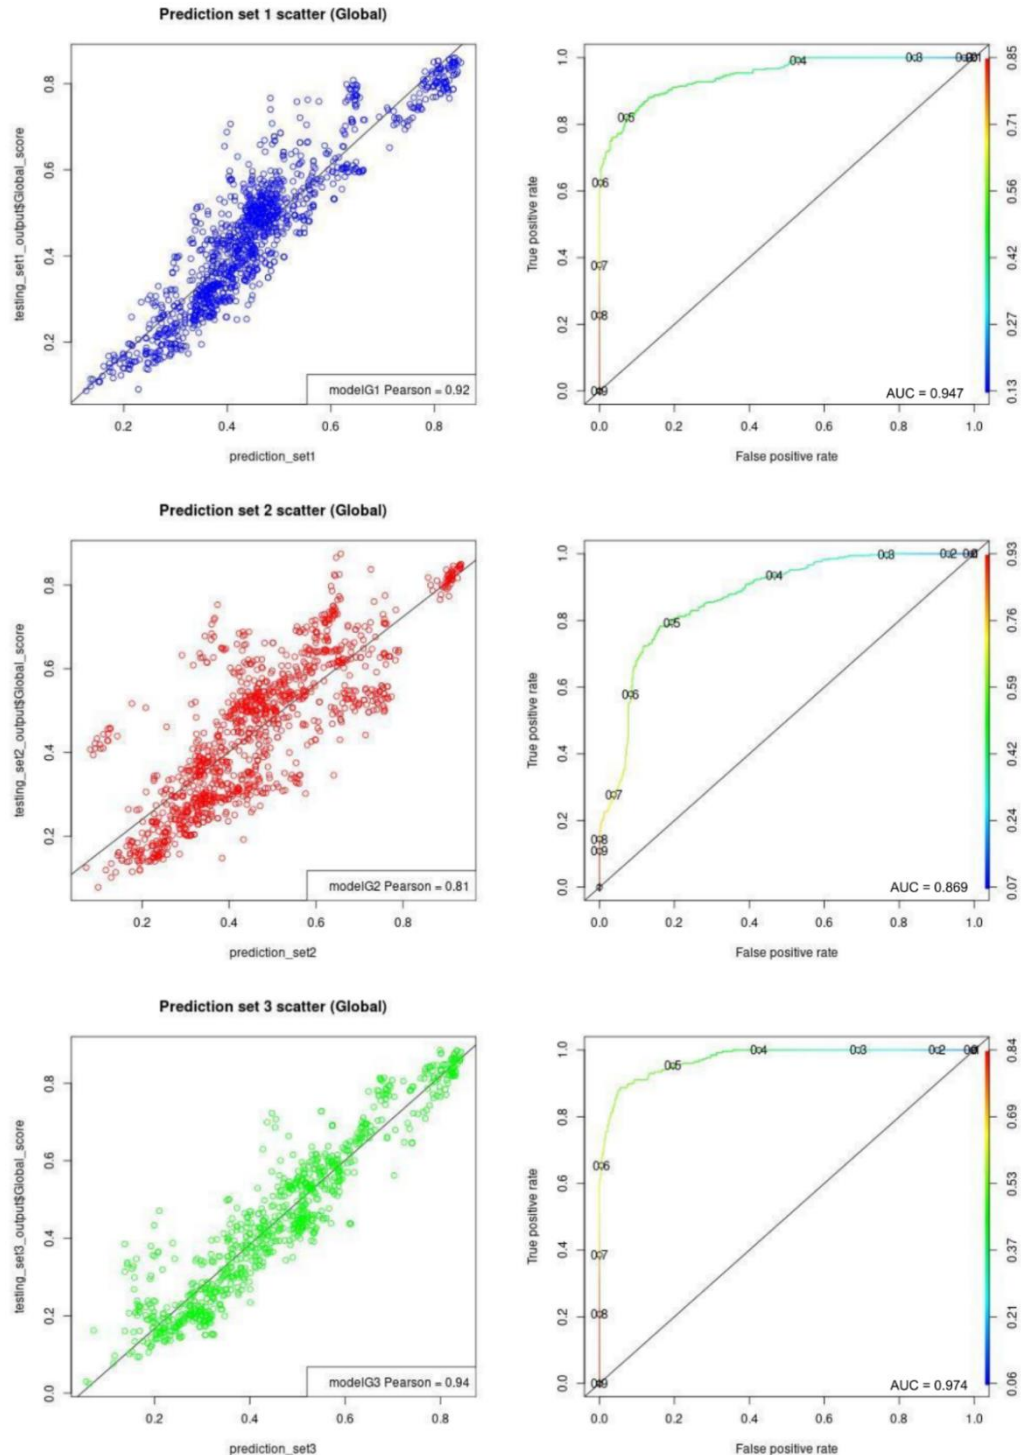 Prediction set 1 scatter (Global)
testing_set1_output$Global_score
0.2 0.4 0.6 0.8
0.2 0.4 0.6 0.8
modelG1 Pearson = 0.92
prediction_set1
True positive rate
0.0 0.2 0.4 0.6 0.8 1.0
0.9 0.8 0.7 0.6 0.5 0.4 0.3
AUC = 0.947
0.0 0.2 0.4 0.6 0.8 1.0
False positive rate
0.13 0.27 0.42 0.56 0.71 0.85
Prediction set 2 scatter (Global)
testing_set2_output$Global_score
0.2 0.4 0.6 0.8
0.2 0.4 0.6 0.8
modelG2 Pearson = 0.81
prediction_set2
True positive rate
0.0 0.2 0.4 0.6 0.8 1.0
0.9 0.8 0.7 0.6 0.5 0.4 0.3 0.2
AUC = 0.869
0.0 0.2 0.4 0.6 0.8 1.0
False positive rate
0.07 0.24 0.42 0.59 0.76 0.93
Prediction set 3 scatter (Global)
testing_set3_output$Global_score
0.0 0.2 0.4 0.6 0.8
0.2 0.4 0.6 0.8
modelG3 Pearson = 0.94
prediction_set3
True positive rate
0.0 0.2 0.4 0.6 0.8 1.0
0.9 0.8 0.7 0.6 0.5 0.4 0.3 0.2
AUC = 0.974
0.0 0.2 0.4 0.6 0.8 1.0
False positive rate
0.06 0.21 0.37 0.53 0.69 0.84